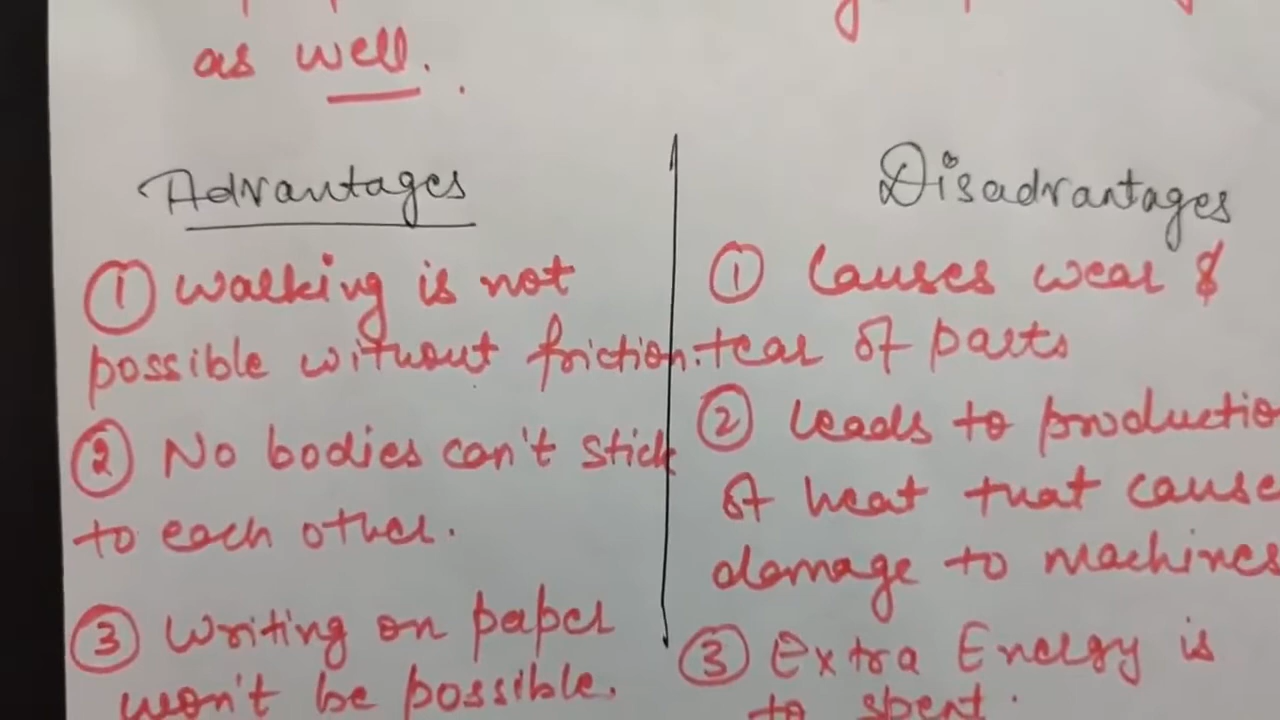 as well.
Advantages
① Walking is not
possible without friction.
② No bodies can't stick
to each other.
③ Writing on paper
won't be possible.
Disadvantages
① Causes wear &
tear of parts
② Leads to productio
of heat that cause
damage to machines
③ Extra Energy is
to spent.